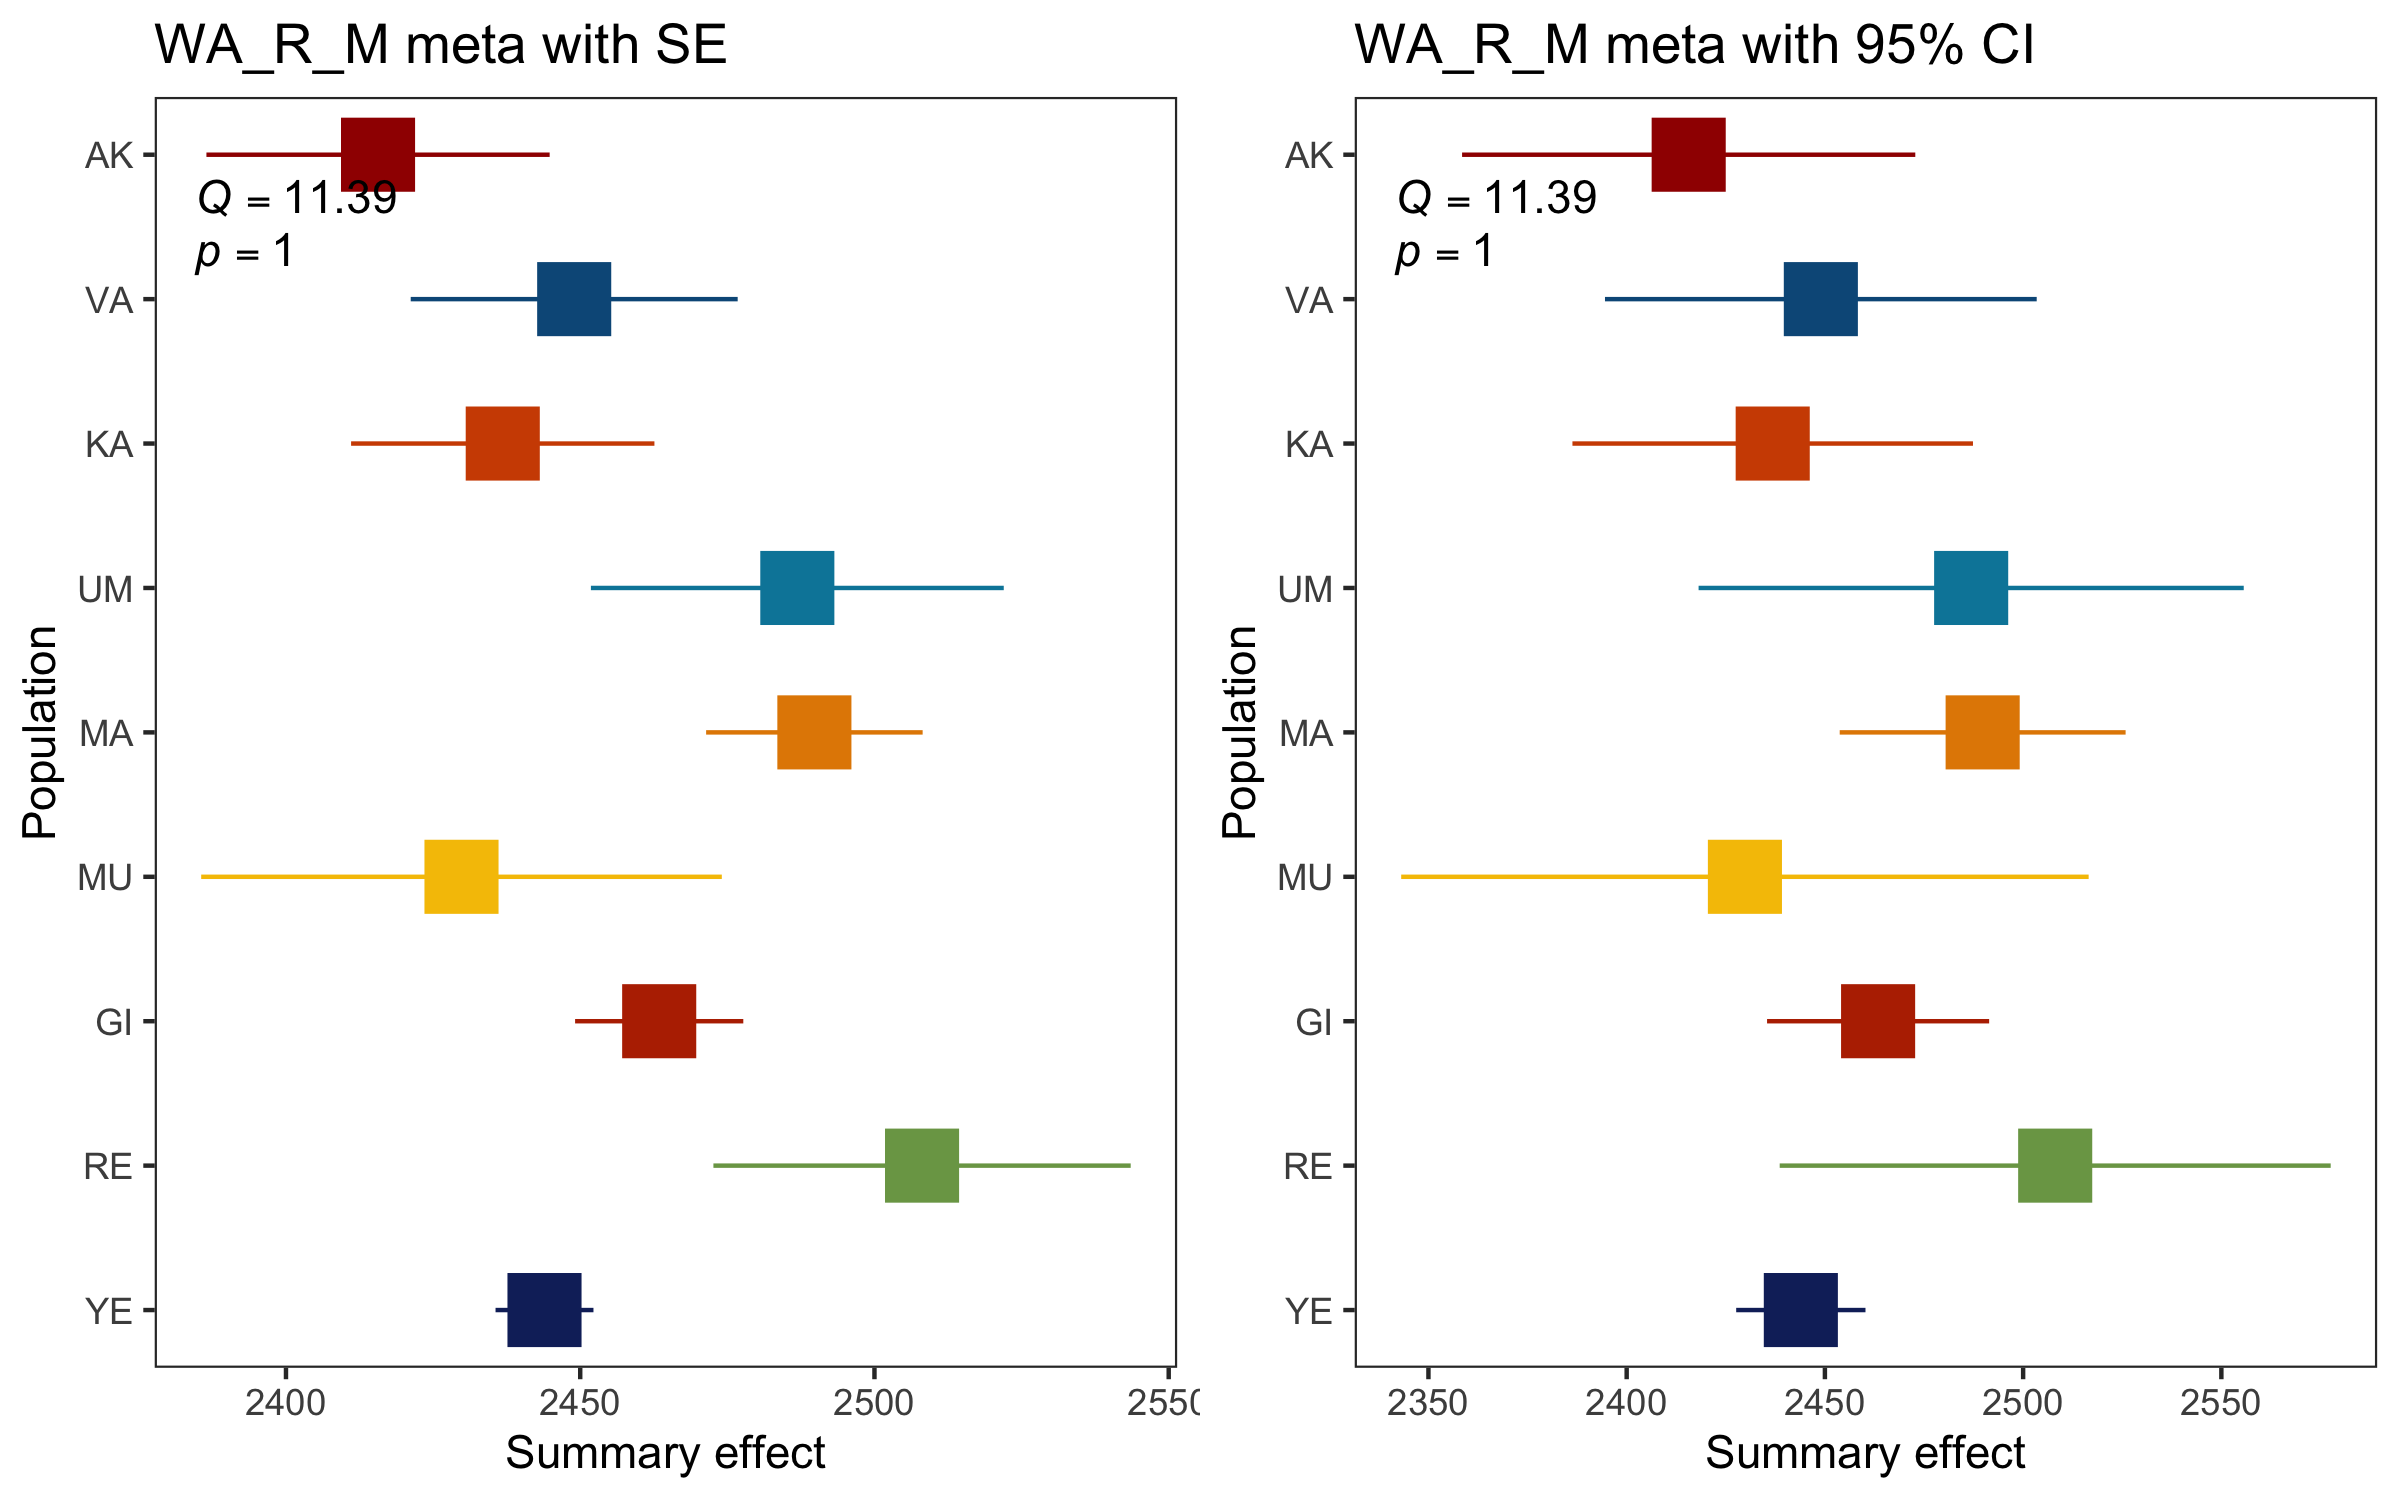 WA_R_M meta with SE
AK
Q = 11.39
p = 1
VA
KA
UM
MA
MU
GI
RE
YE
Population
2400 2450 2500 2550
Summary effect
WA_R_M meta with 95% CI
AK
Q = 11.39
p = 1
VA
KA
UM
MA
MU
GI
RE
YE
Population
2350 2400 2450 2500 2550
Summary effect